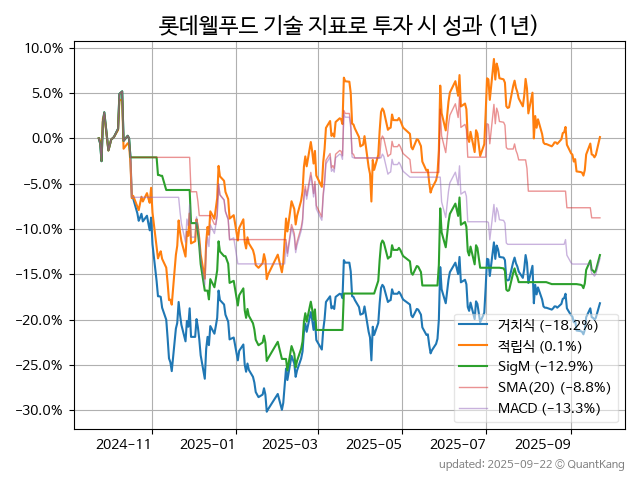 롯데웰푸드 기술 지표로 투자 시 성과 (1년)
10.0%
5.0%
0.0%
−5.0%
−10.0%
−15.0%
−20.0%
−25.0%
−30.0%
거치식 (−18.2%)
적립식 (0.1%)
SigM (−12.9%)
SMA(20) (−8.8%)
MACD (−13.3%)
2024−11 2025−01 2025−03 2025−05 2025−07 2025−09
updated: 2025-09-22 © QuantKang